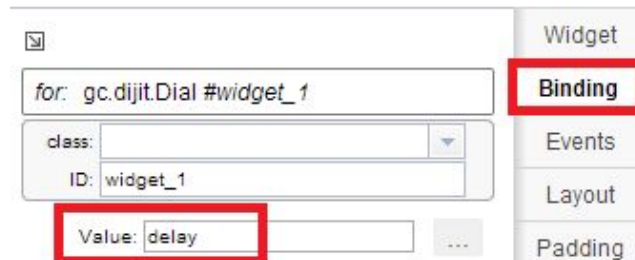 for: gc.dijit.Dial #widget_1
class:
ID: widget_1
Value: delay
...
Widget
Binding
Events
Layout
Padding